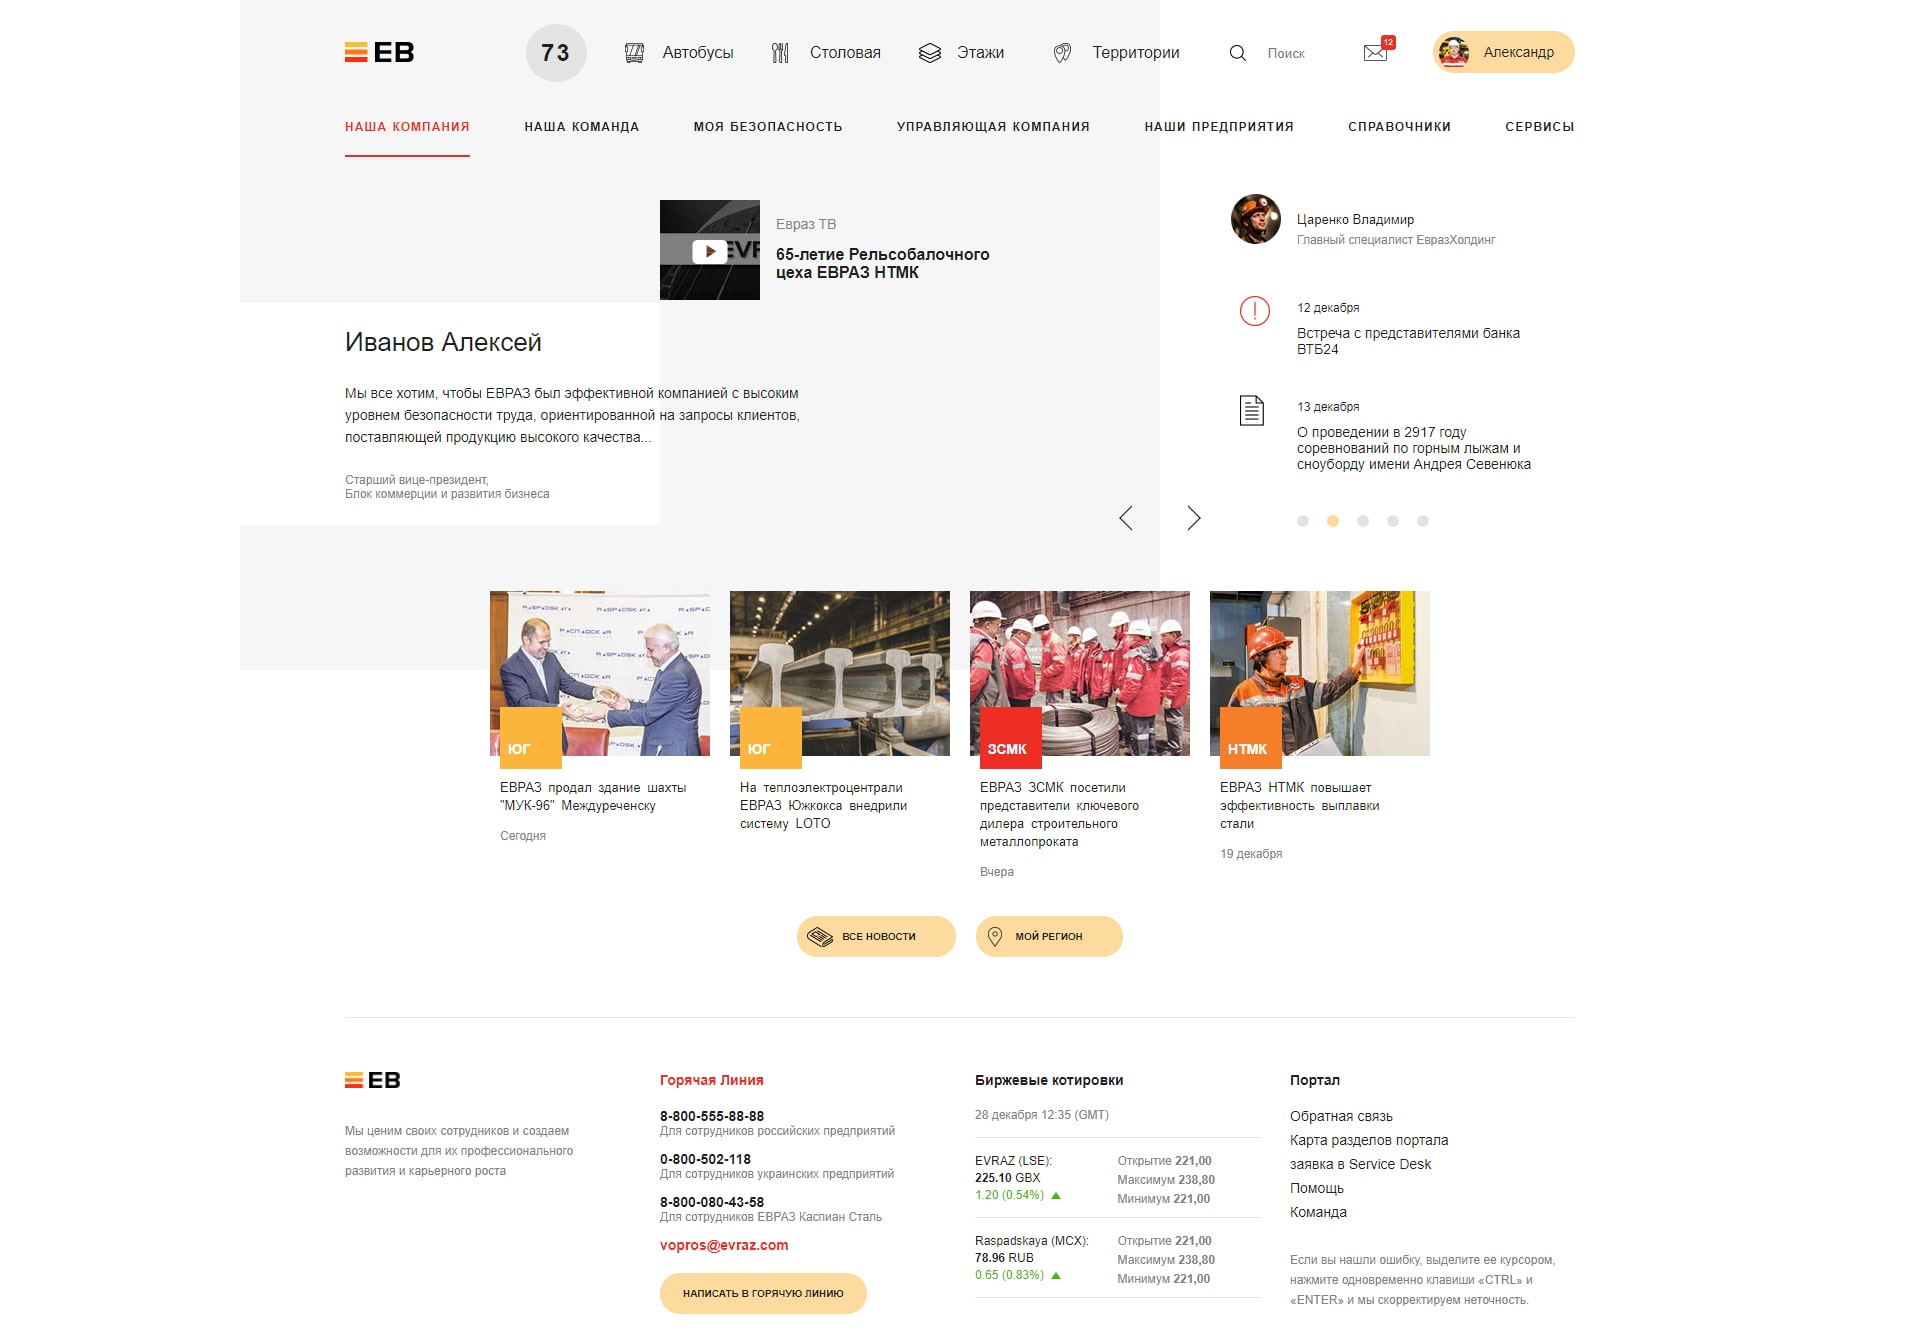 ЕВ
73
Автобусы
Столовая
Этажи
Территории
Поиск
12
Александр
НАША КОМПАНИЯ
НАША КОМАНДА
МОЯ БЕЗОПАСНОСТЬ
УПРАВЛЯЮЩАЯ КОМПАНИЯ
НАШИ ПРЕДПРИЯТИЯ
СПРАВОЧНИКИ
СЕРВИСЫ
Евраз ТВ
65-летие Рельсобалочного
цеха ЕВРАЗ НТМК
Царенко Владимир
Главный специалист ЕвразХолдинг
12 декабря
Встреча с представителями банка
ВТБ24
13 декабря
О проведении в 2917 году
соревнований по горным лыжам и
сноуборду имени Андрея Севенюка
Иванов Алексей
Мы все хотим, чтобы ЕВРАЗ был эффективной компанией с высоким
уровнем безопасности труда, ориентированной на запросы клиентов,
поставляющей продукцию высокого качества...
Старший вице-президент,
Блок коммерции и развития бизнеса
ЮГ
ЕВРАЗ продал здание шахты
"МУК-96" Междуреченску
Сегодня
ЮГ
На теплоэлектроцентрали
ЕВРАЗ Южкокса внедрили
систему LOTO
ЗСМК
ЕВРАЗ ЗСМК посетили
представители ключевого
дилера строительного
металлопроката
Вчера
НТМК
ЕВРАЗ НТМК повышает
эффективность выплавки
стали
19 декабря
ВСЕ НОВОСТИ
МОЙ РЕГИОН
ЕВ
Мы ценим своих сотрудников и создаем
возможности для их профессионального
развития и карьерного роста
Горячая Линия
8-800-555-88-88
Для сотрудников российских предприятий
0-800-502-118
Для сотрудников украинских предприятий
8-800-080-43-58
Для сотрудников ЕВРАЗ Каспиан Сталь
vopros@evraz.com
НАПИСАТЬ В ГОРЯЧУЮ ЛИНИЮ
Биржевые котировки
28 декабря 12:35 (GMT)
EVRAZ (LSE):
225.10 GBX
1.20 (0.54%)
Открытие 221,00
Максимум 238,80
Минимум 221,00
Raspadskaya (MCX):
78.96 RUB
0.65 (0.83%)
Открытие 221,00
Максимум 238,80
Минимум 221,00
Портал
Обратная связь
Карта разделов портала
заявка в Service Desk
Помощь
Команда
Если вы нашли ошибку, выделите ее курсором,
нажмите одновременно клавиши «CTRL» и
«ENTER» и мы скорректируем неточность.